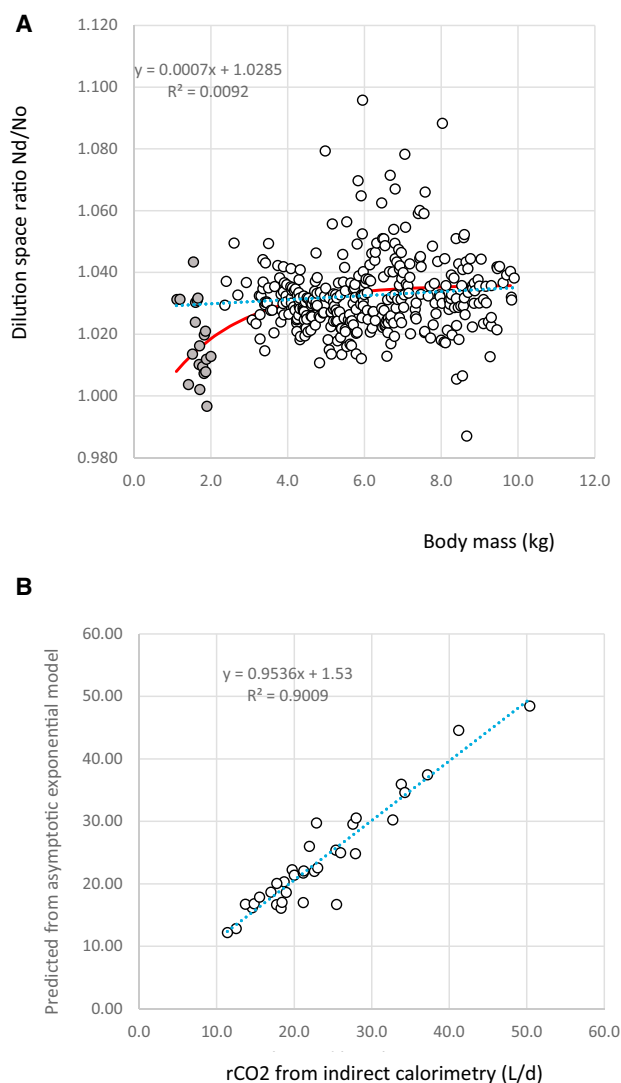 A
1.120
1.100
1.080
1.060
1.040
1.020
1.000
0.980
Dilution space ratio Nd/No
y = 0.0007x + 1.0285
R² = 0.0092
0.0 2.0 4.0 6.0 8.0 10.0 12.0
Body mass (kg)
B
60.00
50.00
40.00
30.00
20.00
10.00
0.00
Predicted from asymptotic exponential model
y = 0.9536x + 1.53
R² = 0.9009
0.0 10.0 20.0 30.0 40.0 50.0 60.0
rCO2 from indirect calorimetry (L/d)